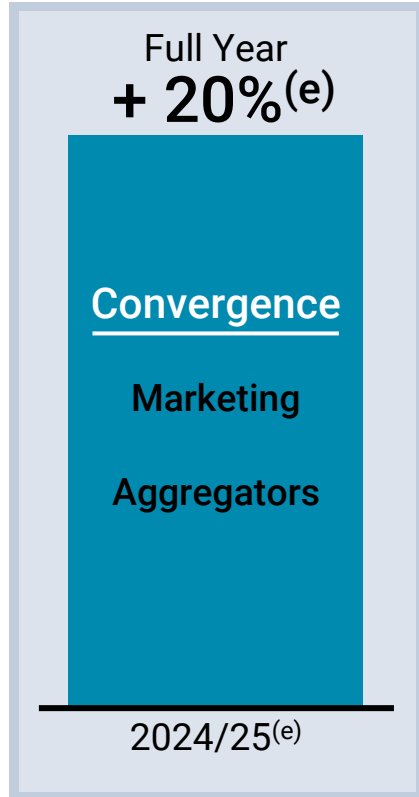 Full Year
+ 20%(e)
Convergence
Marketing
Aggregators
2024/25(e)